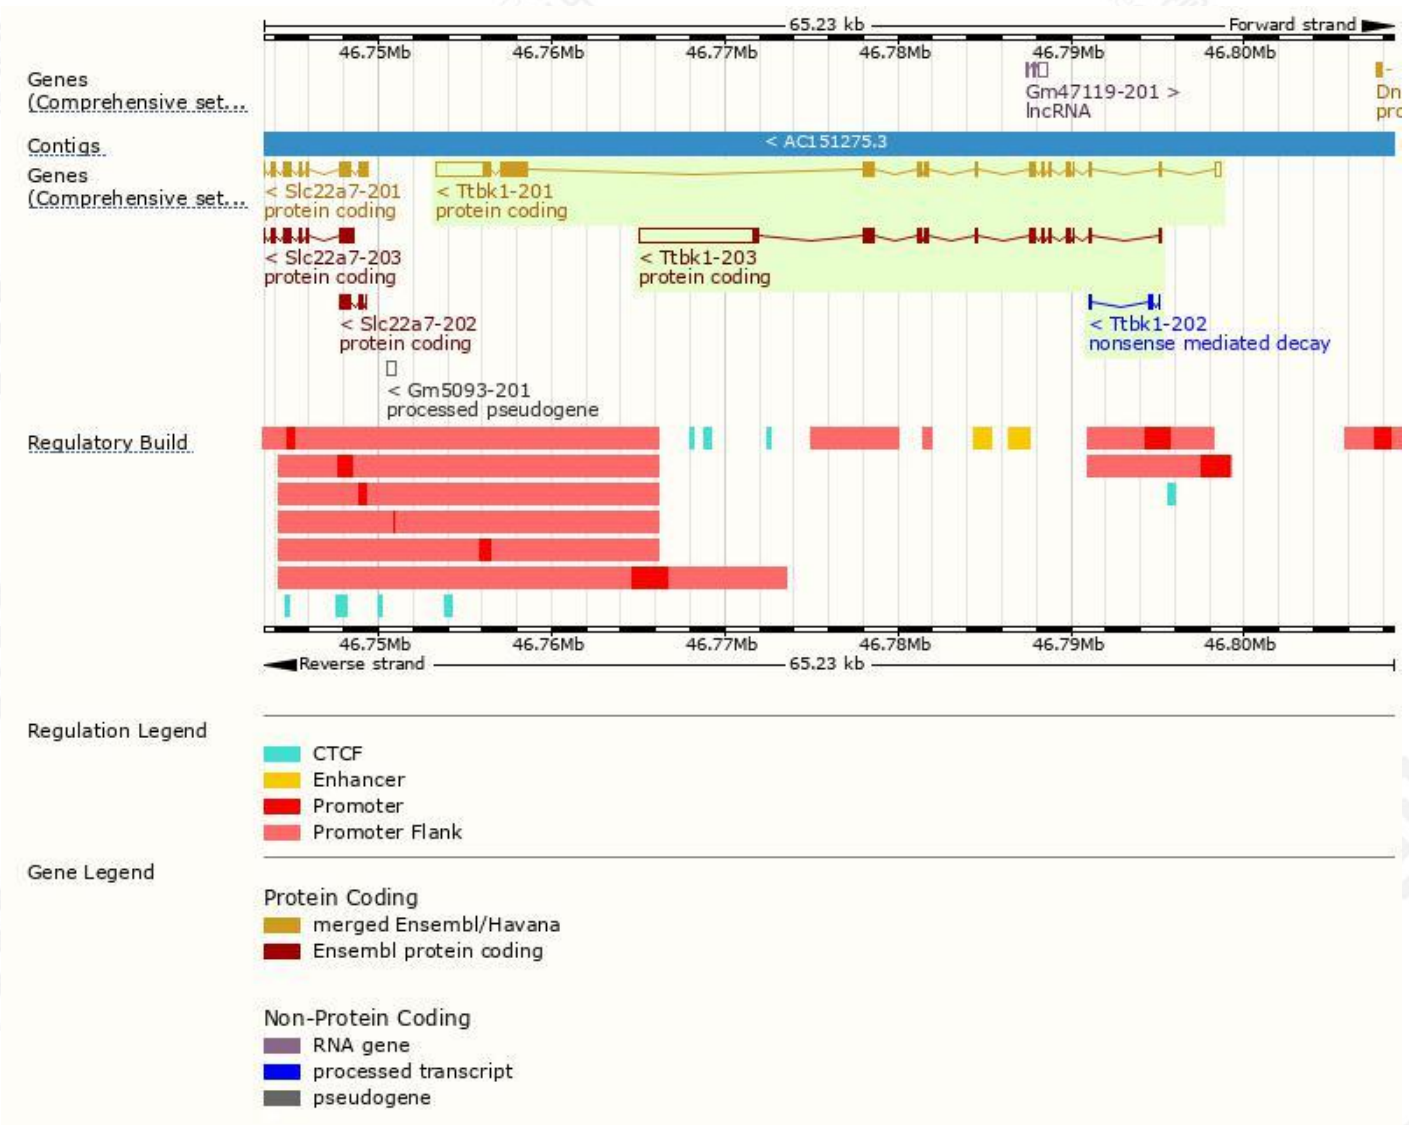 65.23 kb
Forward strand
46.75Mb 46.76Mb 46.77Mb 46.78Mb 46.79Mb 46.80Mb
Genes
(Comprehensive set...
Gm47119-201 >
lncRNA
Dn
pro
Contigs
< AC151275.3
Genes
(Comprehensive set...
< Slc22a7-201
protein coding
< Ttbk1-201
protein coding
< Slc22a7-203
protein coding
< Ttbk1-203
protein coding
< Slc22a7-202
protein coding
< Ttbk1-202
nonsense mediated decay
< Gm5093-201
processed pseudogene
Regulatory Build
46.75Mb 46.76Mb 46.77Mb 46.78Mb 46.79Mb 46.80Mb
Reverse strand
65.23 kb
Regulation Legend
CTCF
Enhancer
Promoter
Promoter Flank
Gene Legend
Protein Coding
merged Ensembl/Havana
Ensembl protein coding
Non-Protein Coding
RNA gene
processed transcript
pseudogene